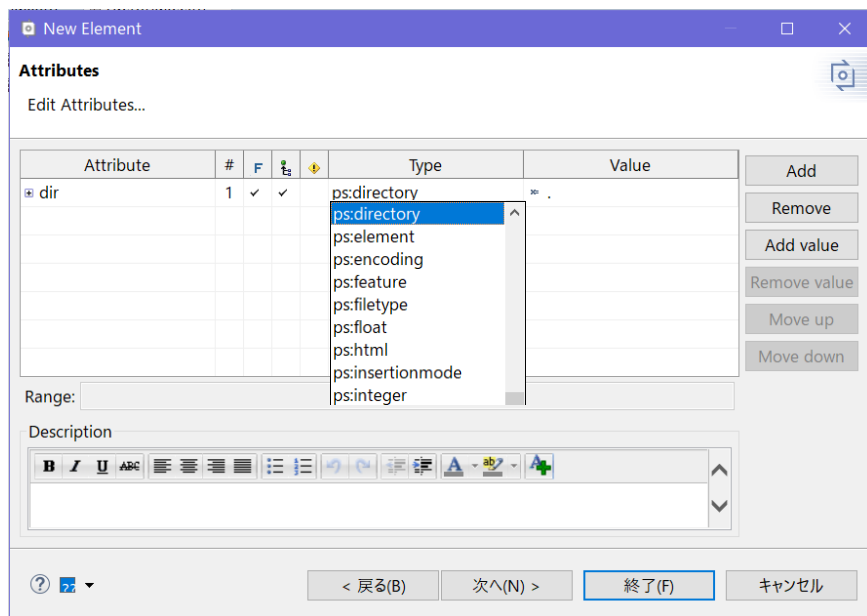 New Element
Attributes
Edit Attributes...
Attribute # F Type Value
dir 1 ps:directory .
ps:directory
ps:element
ps:encoding
ps:feature
ps:filetype
ps:float
ps:html
ps:insertionmode
ps:integer
Add
Remove
Add value
Remove value
Move up
Move down
Range:
Description
B I U ABC
< 戻る(B) 次へ(N) > 終了(F) キャンセル